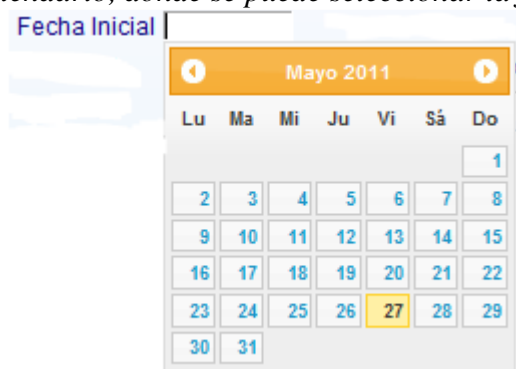 Fecha Inicial
Mayo 2011
Lu Ma Mi Ju Vi Sá Do
1
2 3 4 5 6 7 8
9 10 11 12 13 14 15
16 17 18 19 20 21 22
23 24 25 26 27 28 29
30 31